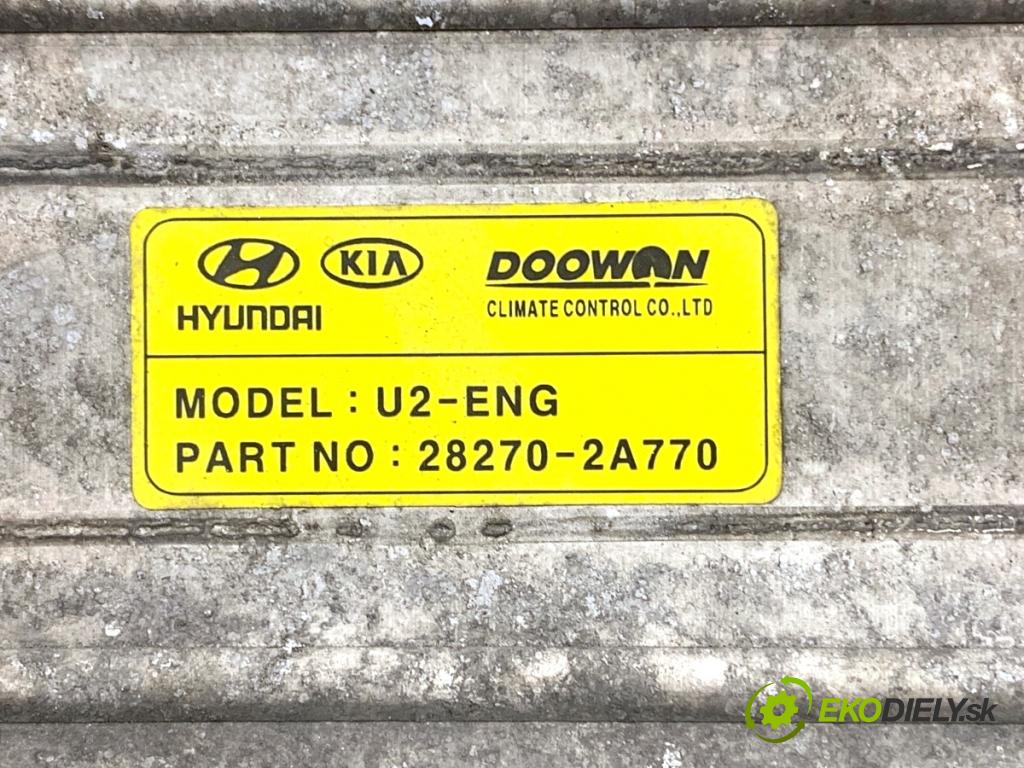 HYUNDAI KIA DOOWON
CLIMATE CONTROL CO.,LTD
MODEL : U2-ENG
PART NO : 28270-2A770
EKODIELY.sk